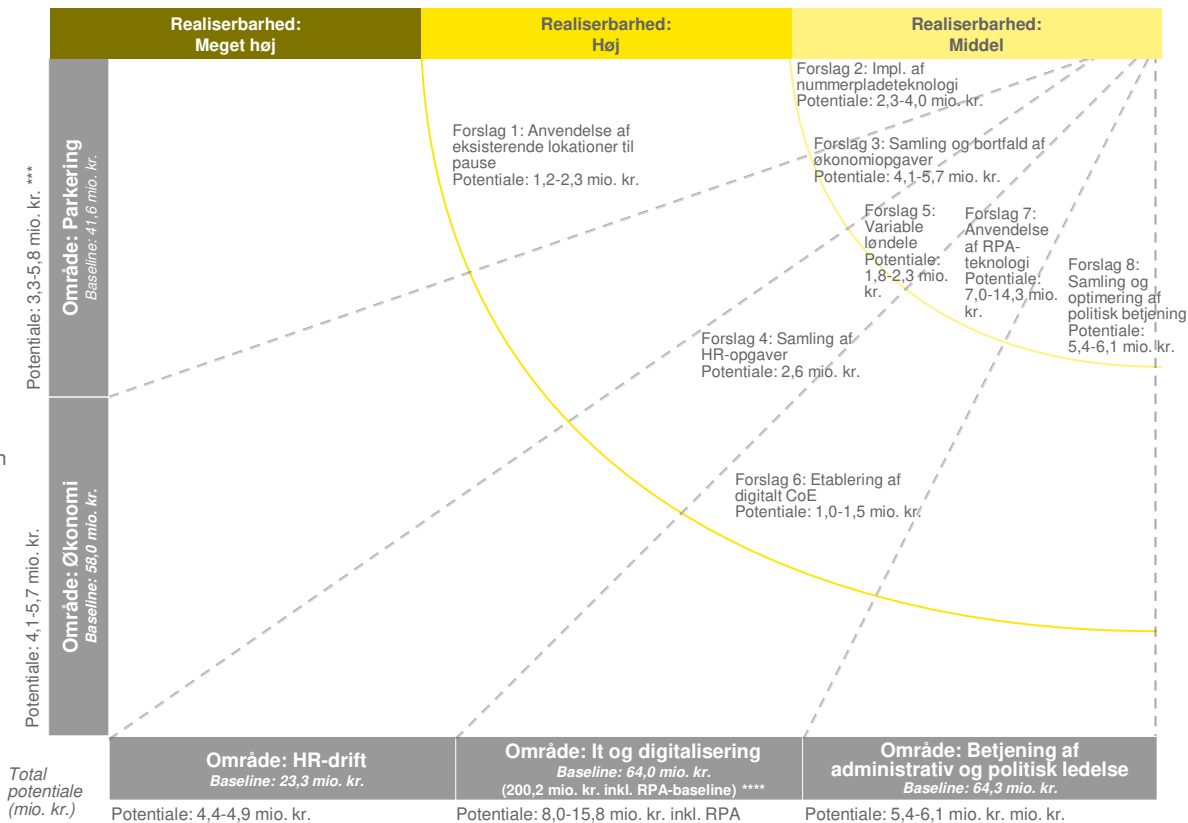 Realiserbarhed:
Meget høj
Realiserbarhed:
Høj
Realiserbarhed:
Middel
Forslag 2: Impl. af
nummerpladeteknologi
Potentiale: 2,3-4,0 mio. kr.
Forslag 1: Anvendelse af
eksisterende lokationer til
pause
Potentiale: 1,2-2,3 mio. kr.
Forslag 3: Samling og bortfald af
økonomiopgaver
Potentiale: 4,1-5,7 mio. kr.
Forslag 5:
Variable
løndele
Potentiale:
1,8-2,3 mio.
kr.
Forslag 7:
Anvendelse
af RPA-
teknologi
Potentiale:
7,0-14,3 mio.
kr.
Forslag 8:
Samling og
optimering af
politisk betjening
Potentiale:
5,4-6,1 mio. kr.
Forslag 4: Samling af
HR-opgaver
Potentiale: 2,6 mio. kr.
Forslag 6: Etablering af
digitalt CoE
Potentiale: 1,0-1,5 mio. kr.
Potentiale: 3,3-5,8 mio. kr. ***
Område: Parkering
Baseline: 41,6 mio. kr.
n
Potentiale: 4,1-5,7 mio. kr.
Område: Økonomi
Baseline: 58,0 mio. kr.
Område: HR-drift
Baseline: 23,3 mio. kr.
Område: It og digitalisering
Baseline: 64,0 mio. kr.
(200,2 mio. kr. inkl. RPA-baseline) ****
Område: Betjening af
administrativ og politisk ledelse
Baseline: 64,3 mio. kr.
Total
potentiale
(mio. kr.)
Potentiale: 4,4-4,9 mio. kr.
Potentiale: 8,0-15,8 mio. kr. inkl. RPA
Potentiale: 5,4-6,1 mio. kr. mio. kr.